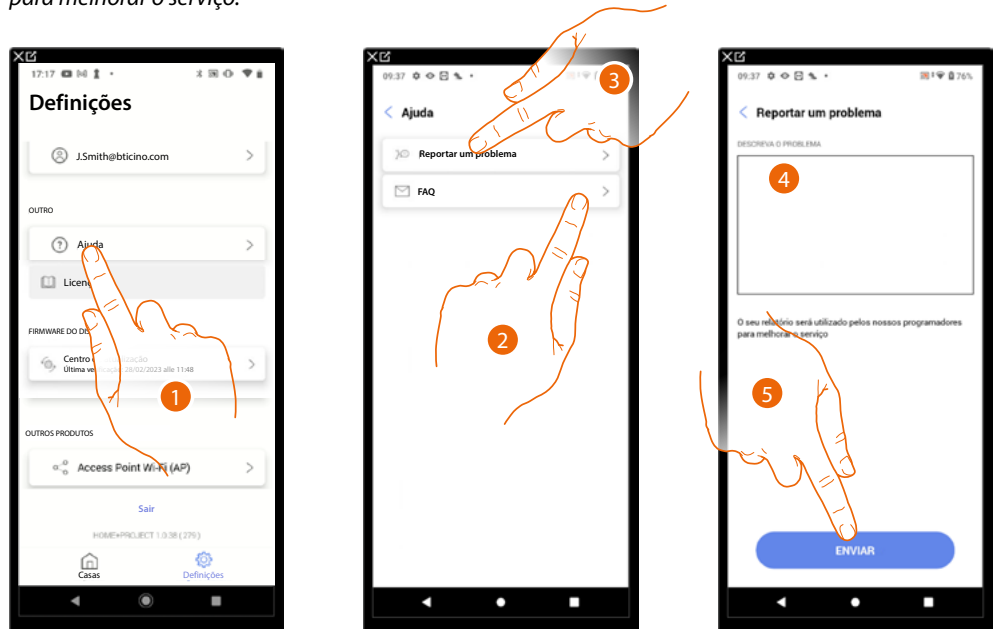 para melhorar o serviço.
17:17
Definições
J.Smith@bticino.com
OUTRO
Ajuda
1
Última 28/02/2023 alle 11:48
FIRMWARE DO
Centro
OUTROS PRODUTOS
Access Point Wi-Fi (AP)
Sair
HOME+PROJECT 1.0.38 (279)
Casas
Definições
09:37
3
Ajuda
Reportar um problema
FAQ
2
09:37
76%
Reportar um problema
DESCREVA O PROBLEMA
4
O seu relatório será utilizado pelos nossos programadores
para melhorar o serviço
5
ENVIAR